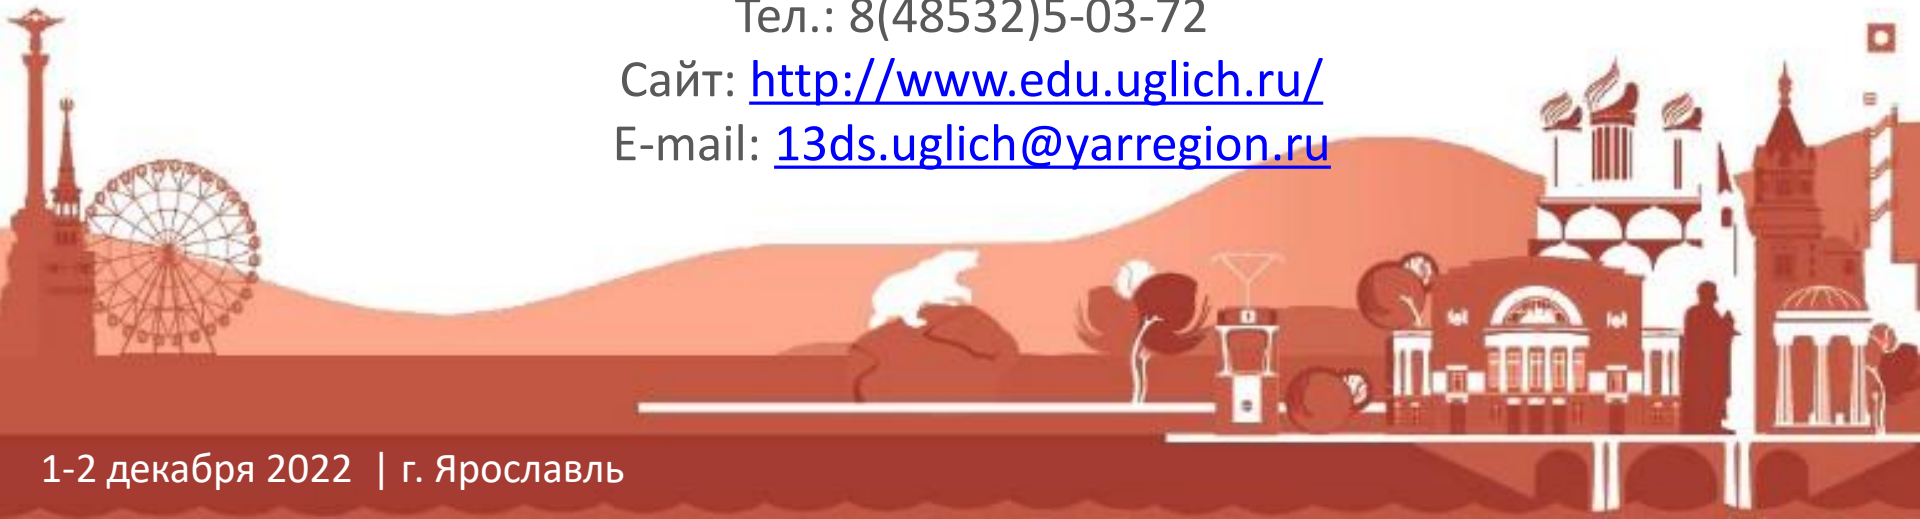 Тел.: 8(48532)5-03-72
Сайт: http://www.edu.uglich.ru/
E-mail: 13ds.uglich@yarregion.ru
1-2 декабря 2022 | г. Ярославль